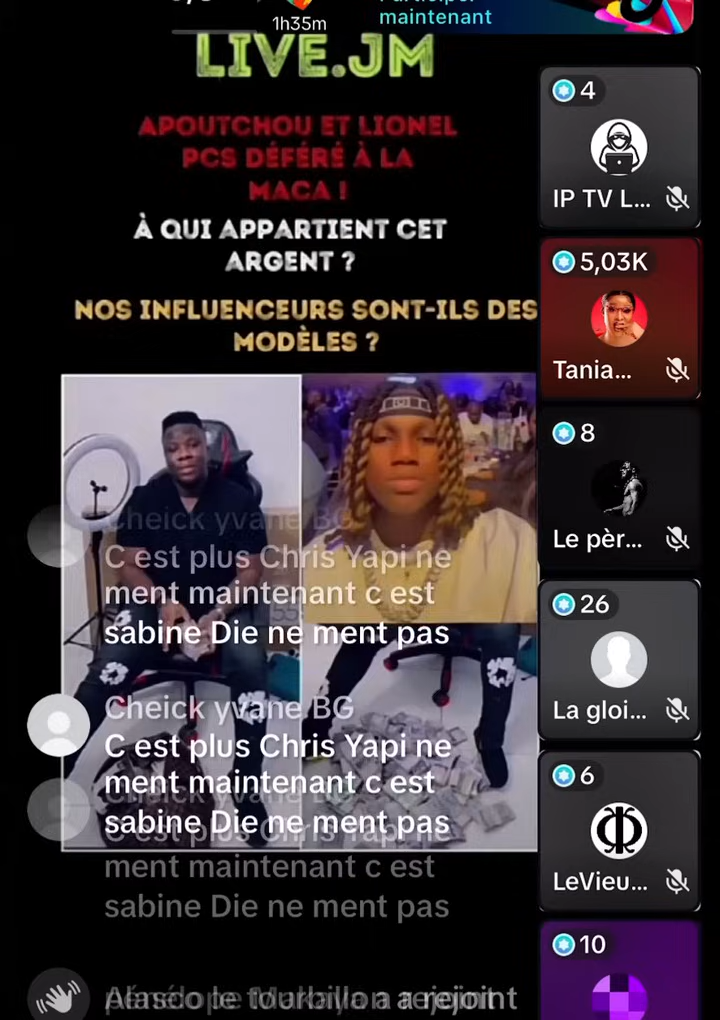 1h35m
maintenant
LIVE.JM
APOUTCHOU ET LIONEL
PCS DÉFÉRÉ À LA
MACA !
À QUI APPARTIENT CET
ARGENT ?
NOS INFLUENCEURS SONT-ILS DES
MODÈLES ?
4
IP TV L...
5,03K
Tania...
8
Le pèr...
26
La gloi...
6
LeVieu...
10
Cheick yvane BG
C est plus Chris Yapi ne
ment maintenant c est
sabine Die ne ment pas
Cheick yvane BG
C est plus Chris Yapi ne
ment maintenant c est
sabine Die ne ment pas
ment maintenant c est
sabine Die ne ment pas
a rejoint